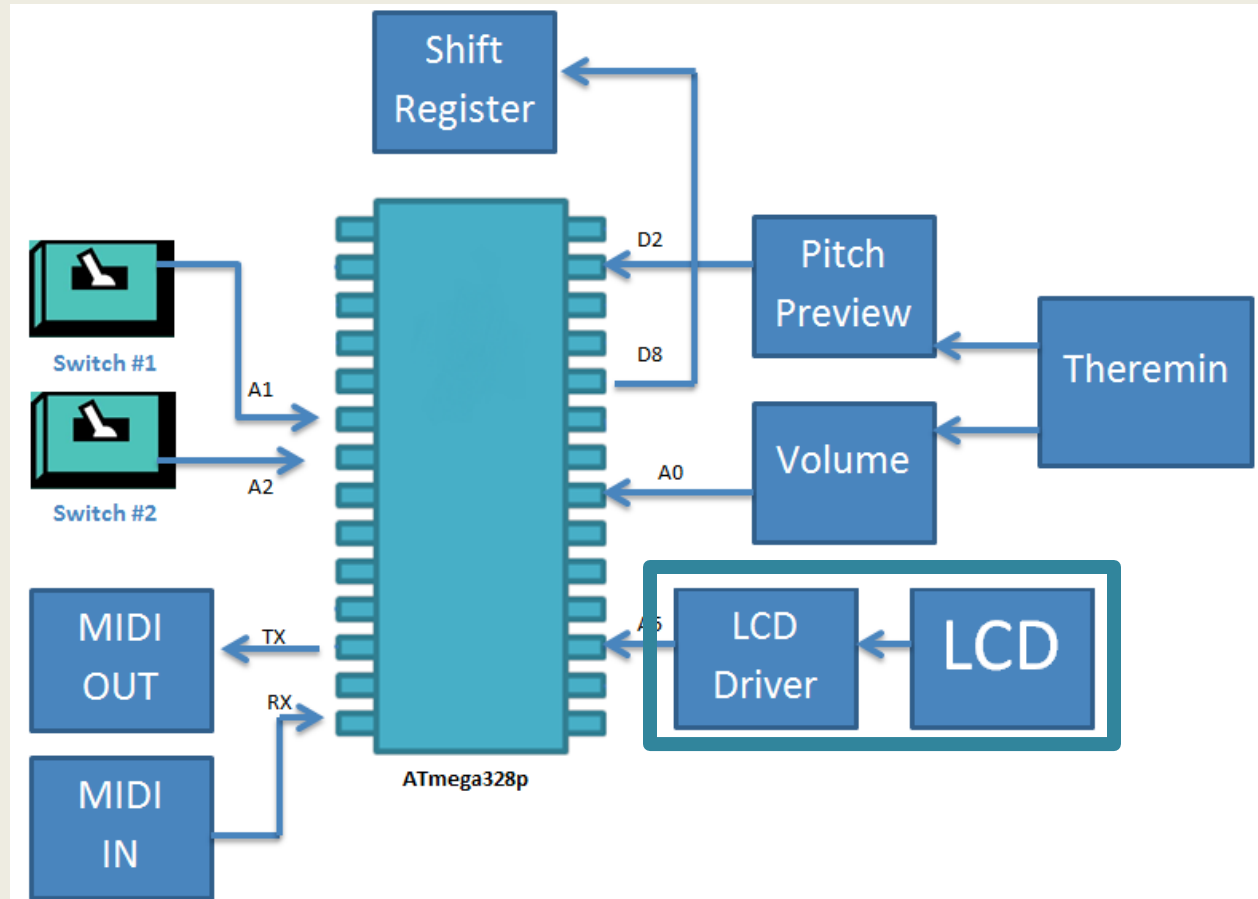 Shift
Register
D2
Pitch
Preview
Theremin
Switch #1
D8
A1
Volume
A0
A2
Switch #2
MIDI
OUT
TX
LCD
Driver
LCD
RX
ATmega328p
MIDI
IN